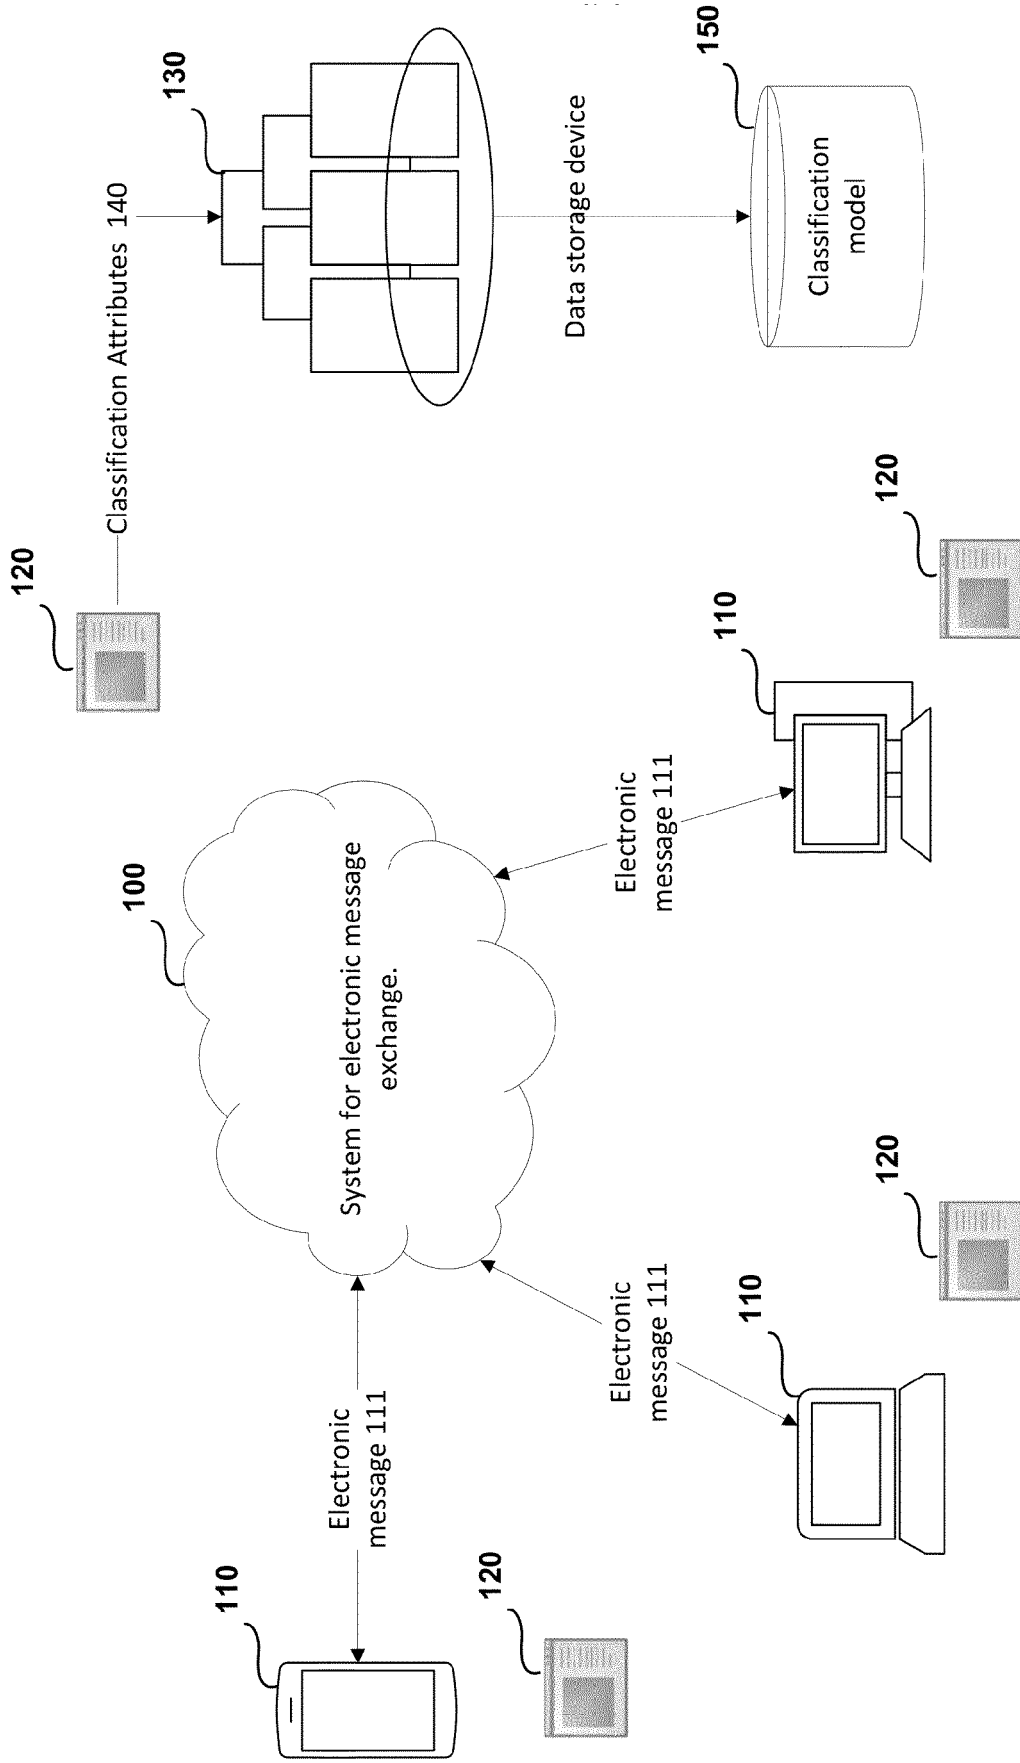 120
Classification Attributes 140
100
130
110
Electronic
message 111
System for electronic message
exchange.
120
Data storage device
Electronic
message 111
Electronic
message 111
150
110
110
Classification
model
120
120